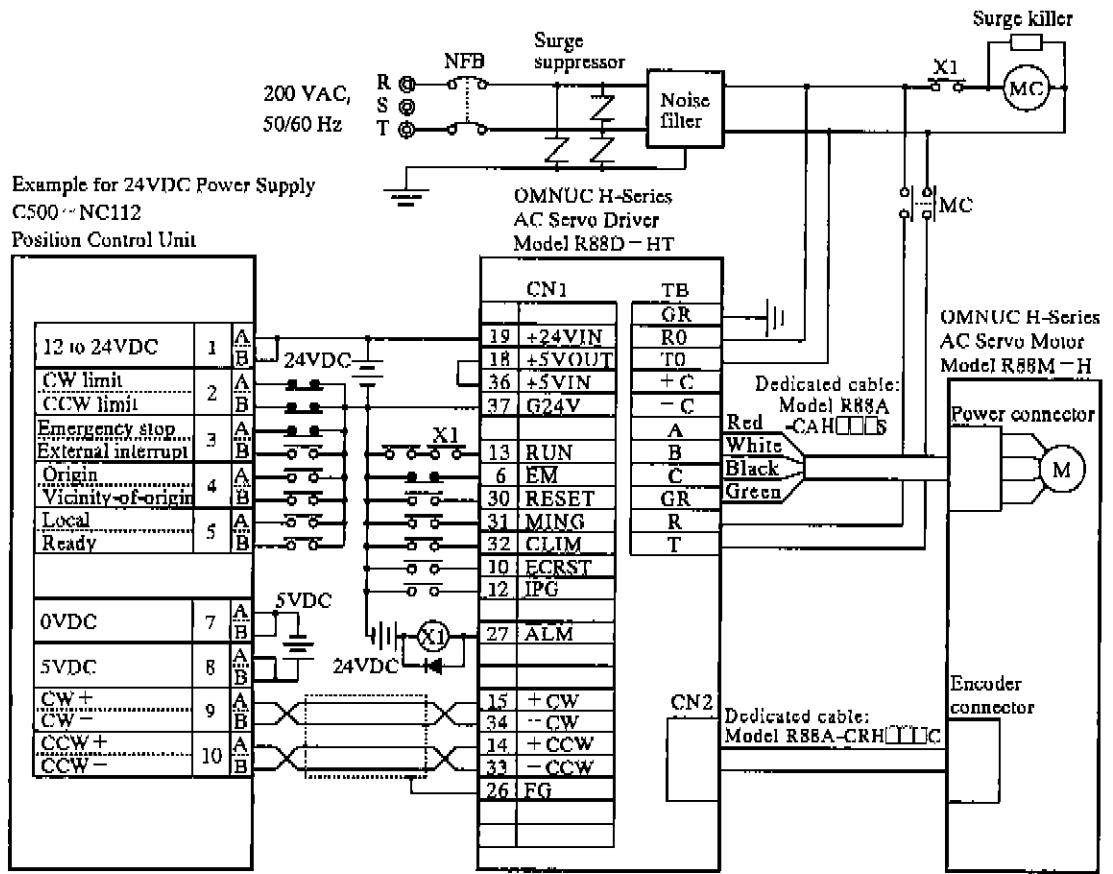 Surge killer
Surge suppressor
NFB
X1
R
200 VAC,
S
50/60 Hz
T
Noise filter
MC
Example for 24VDC Power Supply
C500-NC112
Position Control Unit
OMNUC H-Series
AC Servo Driver
Model R88D-HT
MC
CN1
TB
GR
12 to 24VDC 1 A B
24VDC
19 +24VIN
R0
18 +5VOUT
T0
36 +5VIN
+C
37 G24V
-C
OMNUC H-Series
AC Servo Motor
Model R88M-H
CW limit 2 A
CCW limit B
Emergency stop 3 A
External interrupt B
Origin 4 A
Vicinity-of-origin B
Local 5 A
Ready B
X1
13 RUN
6 EM
30 RESET
31 MING
32 CLIM
10 ECRST
12 IPG
A
B
C
GR
R
T
Dedicated cable:
Model R88A
-CAH□□□S
Red
White
Black
Green
Power connector
M
0VDC 7 A B
5VDC
5VDC 8 A B
X1
24VDC
27 ALM
CW+ 9 A
CW- B
CCW+ 10 A
CCW- B
15 +CW
34 -CW
14 +CCW
33 -CCW
26 FG
CN2
Dedicated cable:
Model R88A-CRH□□□C
Encoder connector